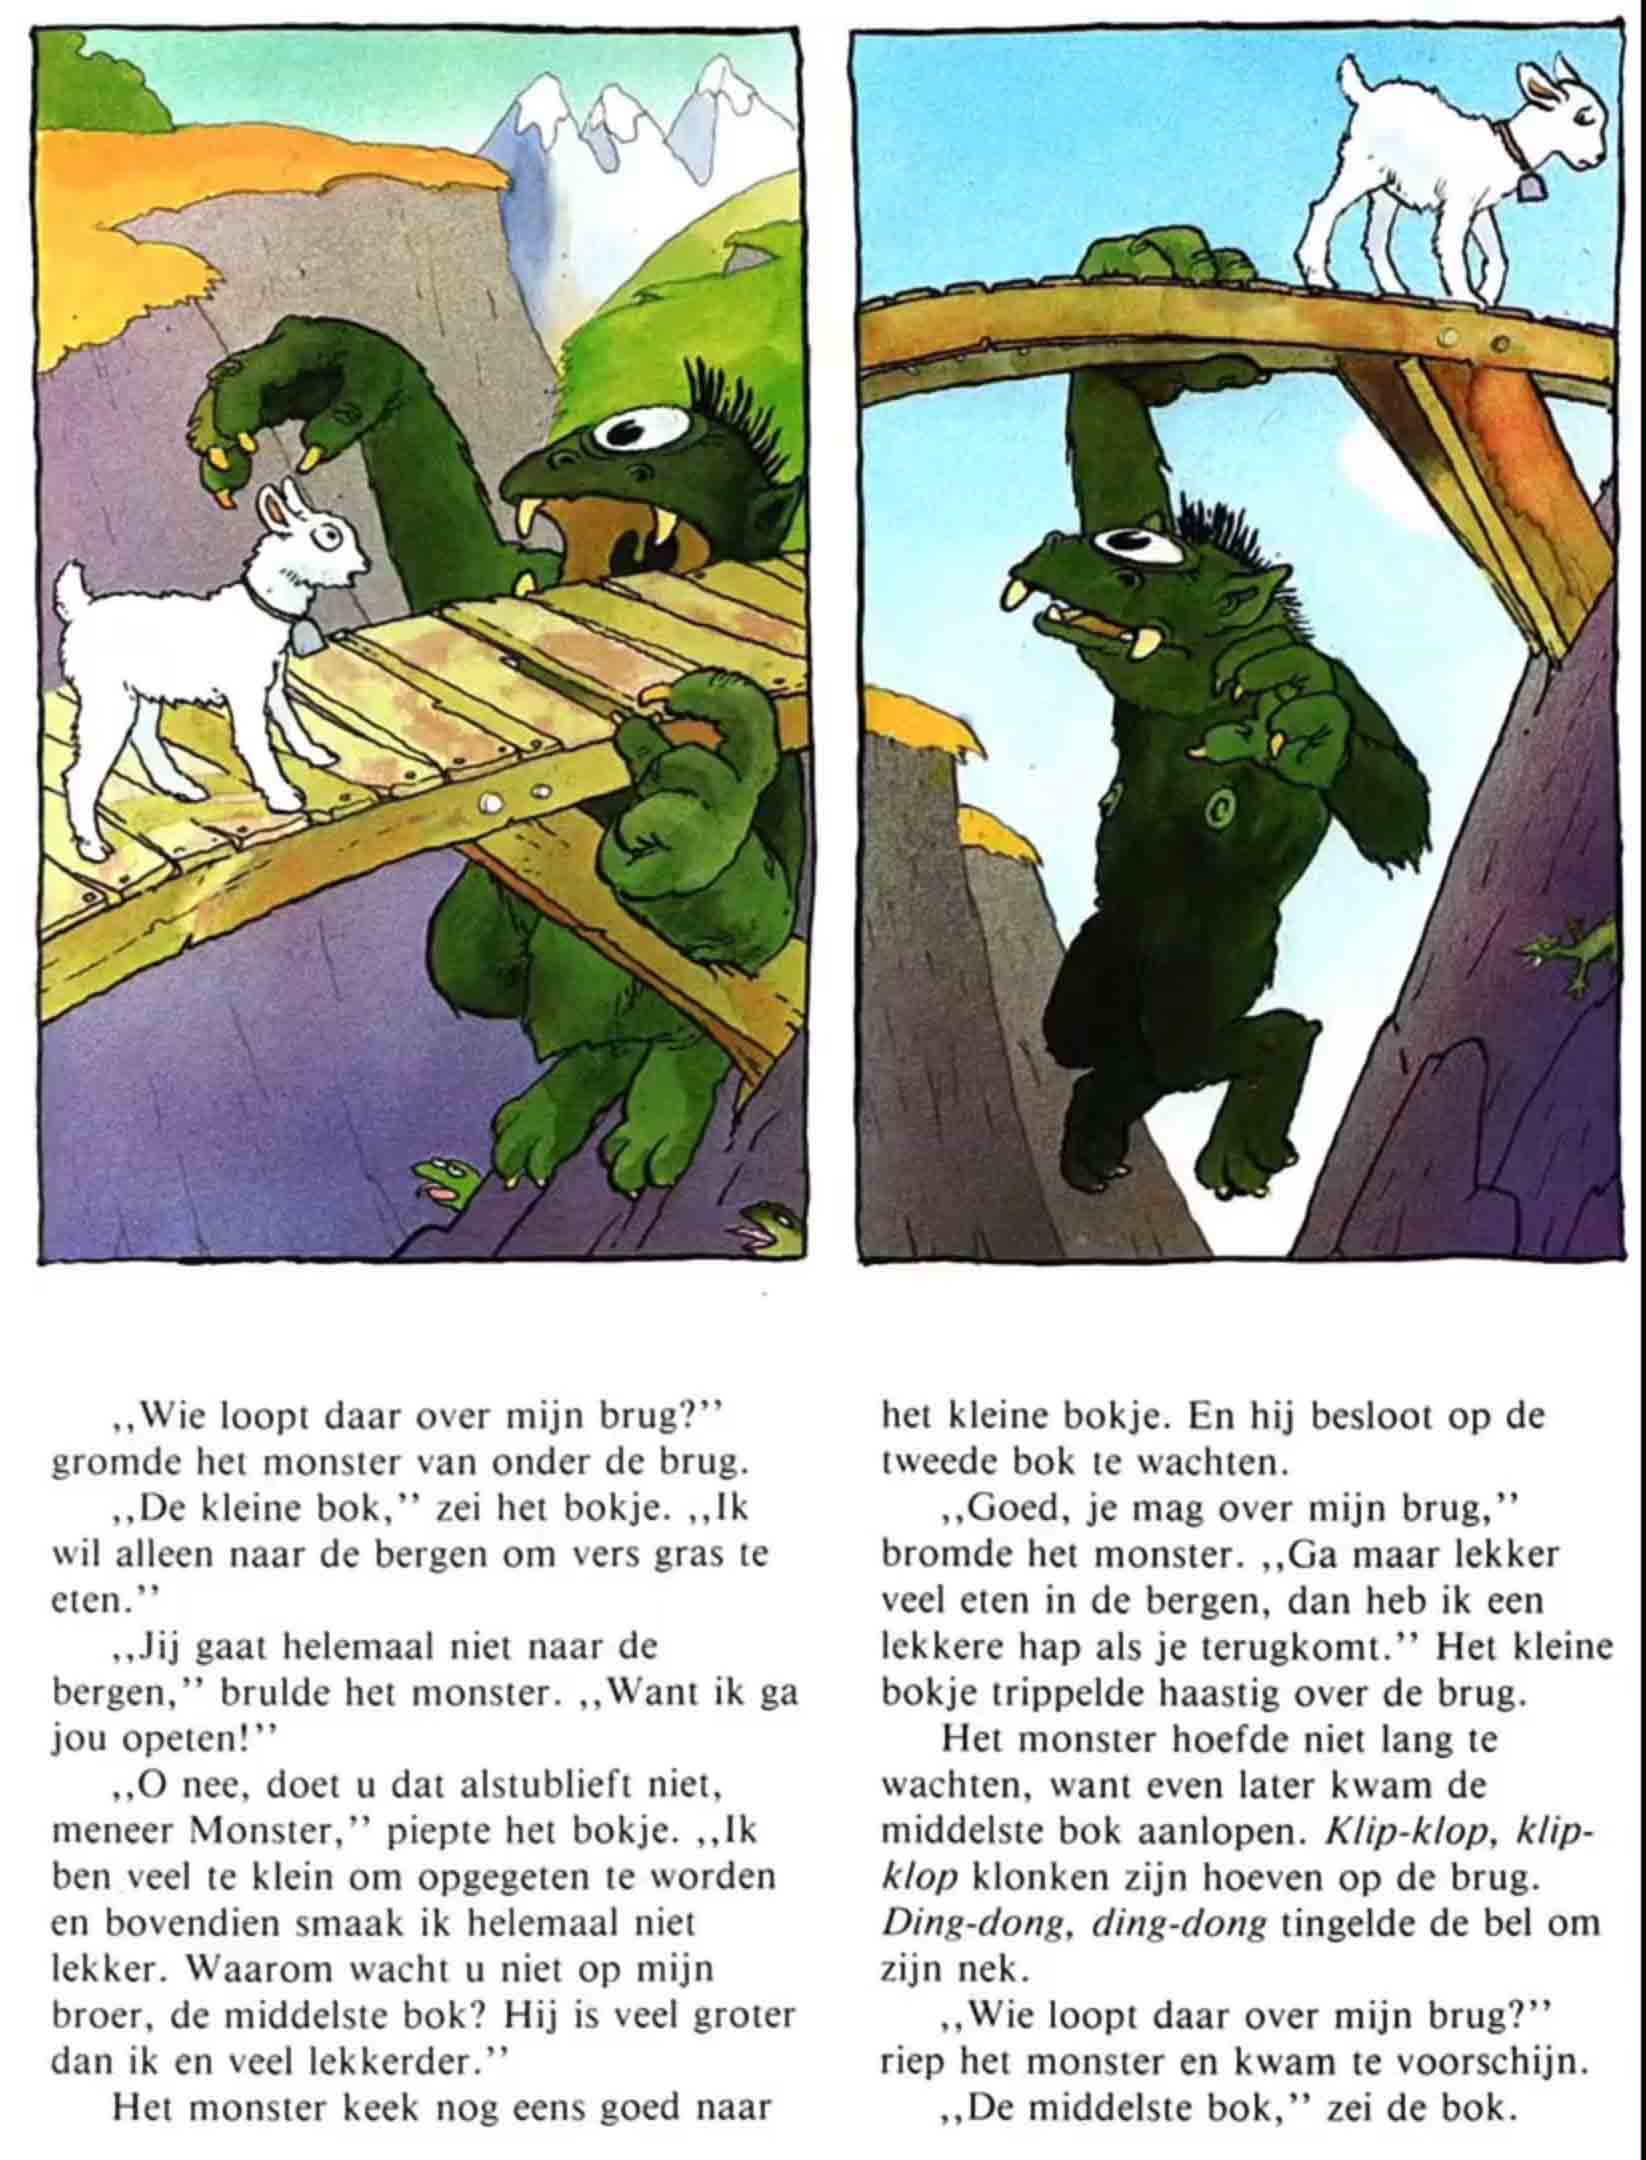 ,,Wie loopt daar over mijn brug?’’
gromde het monster van onder de brug.
,,De kleine bok,’’ zei het bokje. ,,Ik
wil alleen naar de bergen om vers gras te
eten.’’
,,Jij gaat helemaal niet naar de
bergen,’’ brulde het monster. ,,Want ik ga
jou opeten!’’
,,O nee, doet u dat alstublieft niet,
meneer Monster,’’ piepte het bokje. ,,Ik
ben veel te klein om opgegeten te worden
en bovendien smaak ik helemaal niet
lekker. Waarom wacht u niet op mijn
broer, de middelste bok? Hij is veel groter
dan ik en veel lekkerder.’’
Het monster keek nog eens goed naar
het kleine bokje. En hij besloot op de
tweede bok te wachten.
,,Goed, je mag over mijn brug,’’
bromde het monster. ,,Ga maar lekker
veel eten in de bergen, dan heb ik een
lekkere hap als je terugkomt.’’ Het kleine
bokje trippelde haastig over de brug.
Het monster hoefde niet lang te
wachten, want even later kwam de
middelste bok aanlopen. Klip-klop, klip-
klop klonken zijn hoeven op de brug.
Ding-dong, ding-dong tingelde de bel om
zijn nek.
,,Wie loopt daar over mijn brug?’’
riep het monster en kwam te voorschijn.
,,De middelste bok,’’ zei de bok.